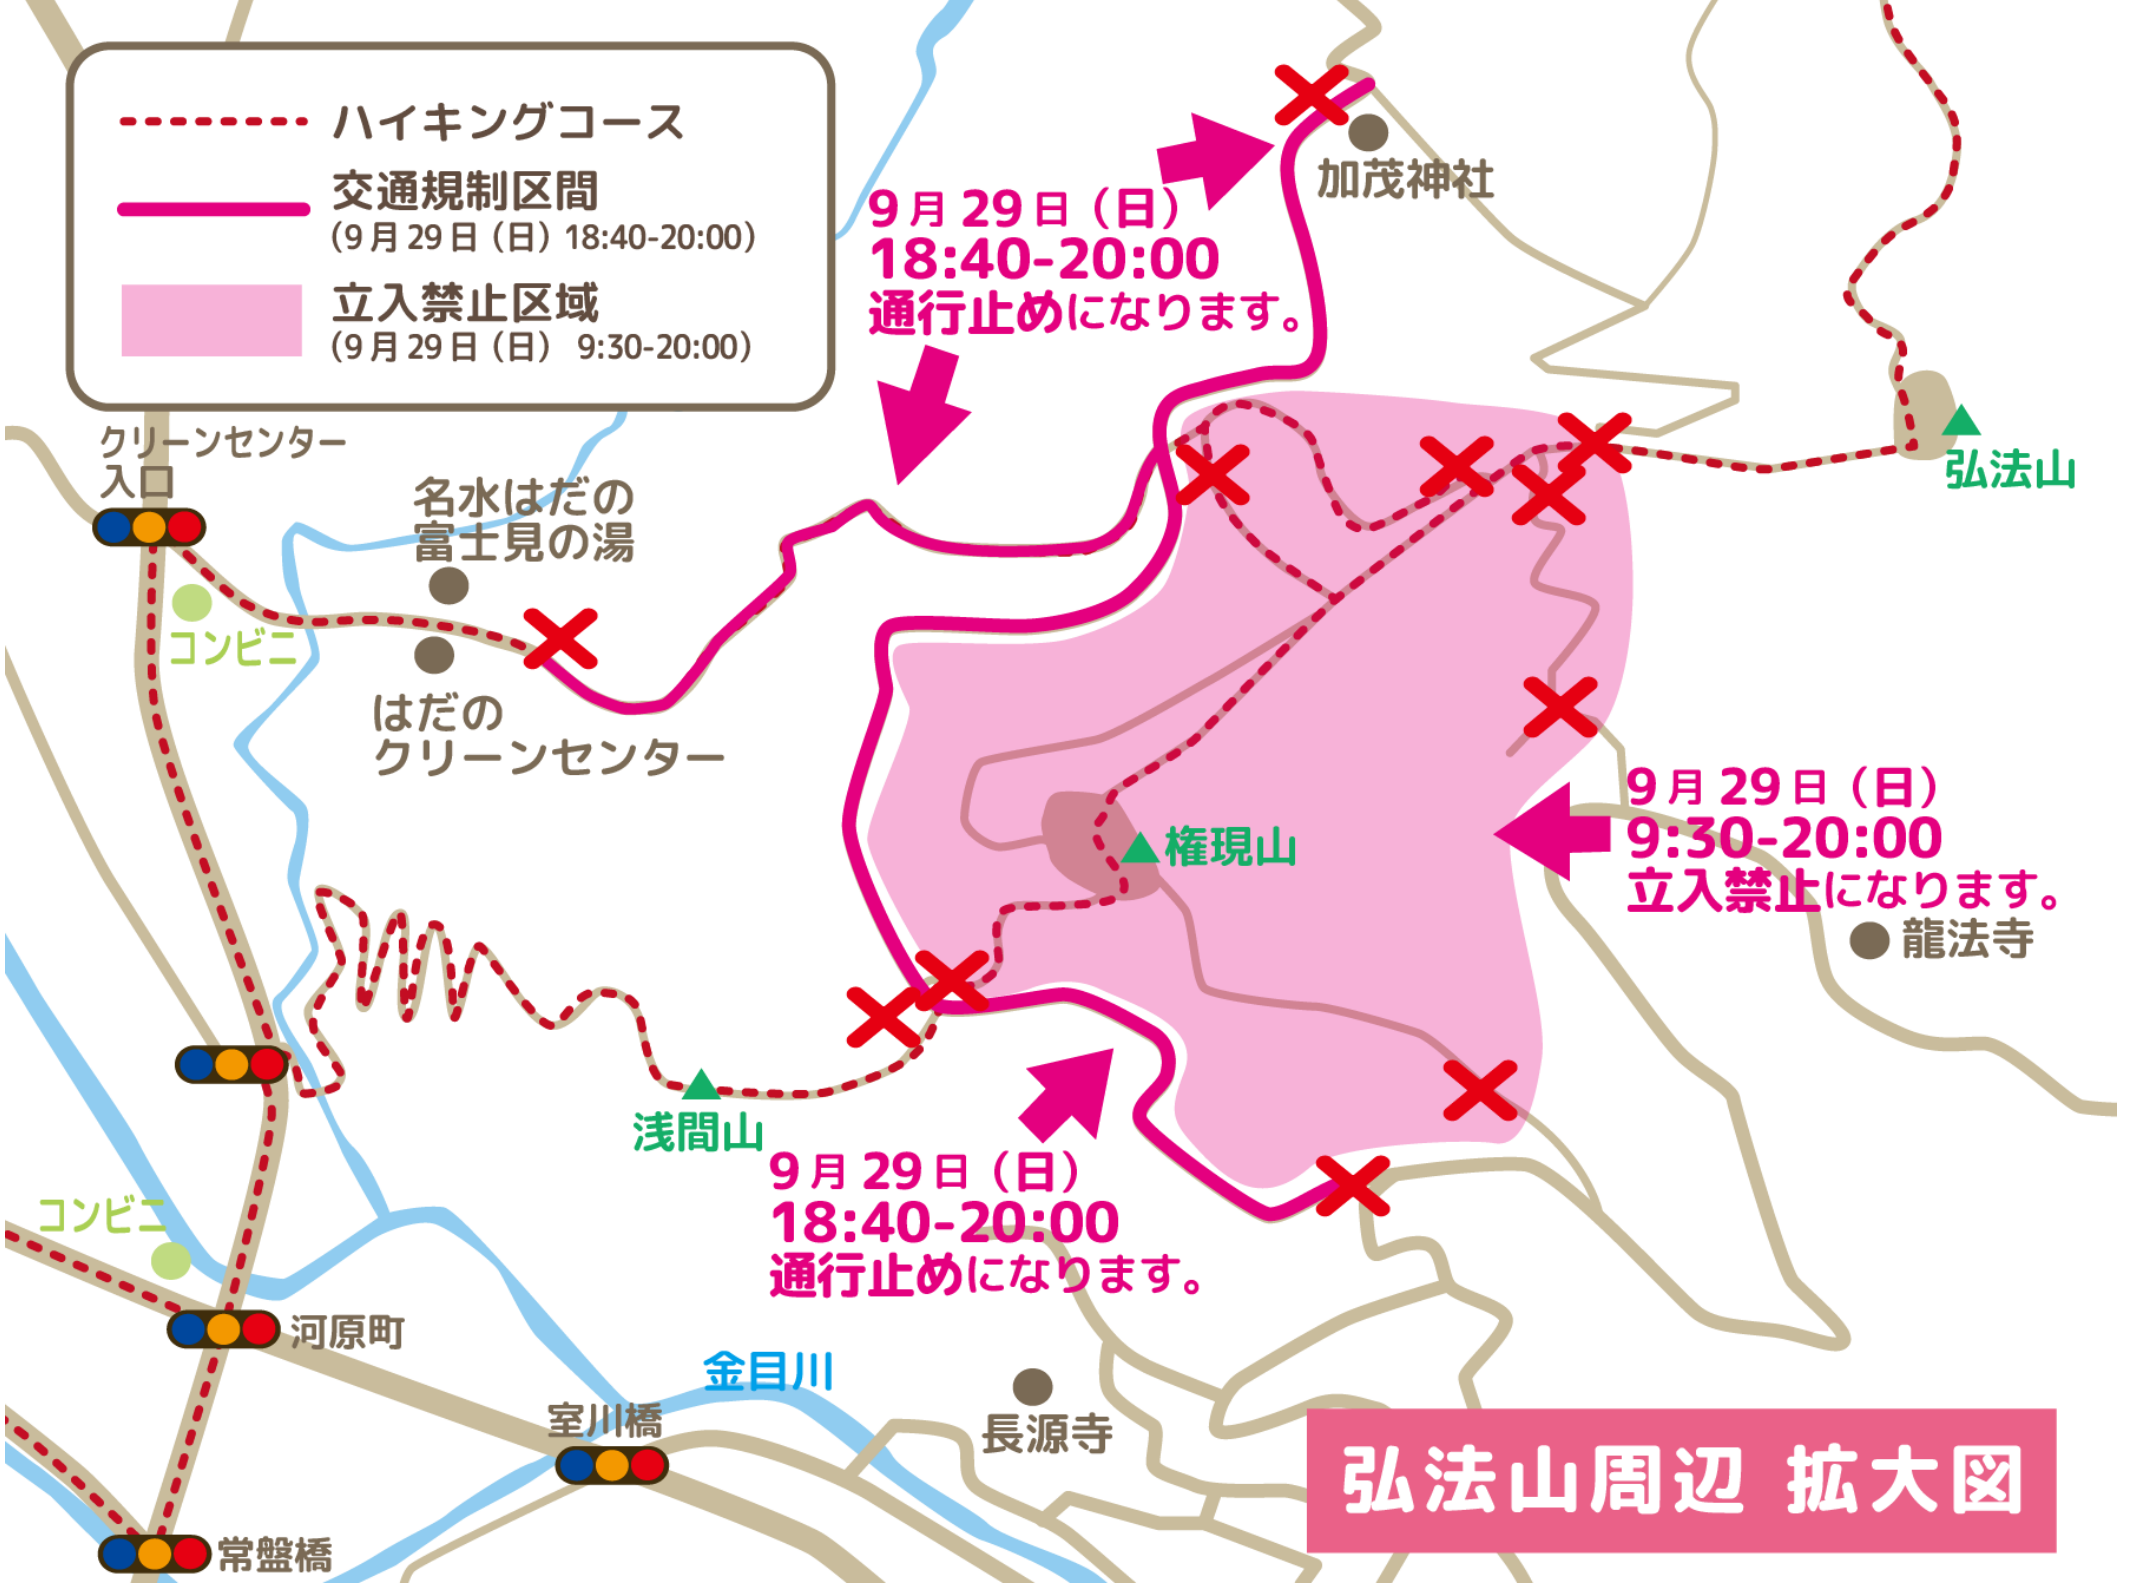 ハイキングコース
交通規制区間
（9月29日（日）18:40-20:00）
立入禁止区域
（9月29日（日） 9:30-20:00）
加茂神社
9月29日（日）
18:40-20:00
通行止めになります。
クリーンセンター
入口
名水はだの
富士見の湯
弘法山
コンビニ
はだの
クリーンセンター
9月29日（日）
9:30-20:00
立入禁止になります。
権現山
龍法寺
浅間山
9月29日（日）
18:40-20:00
通行止めになります。
コンビニ
河原町
金目川
室川橋
長源寺
弘法山周辺 拡大図
常盤橋